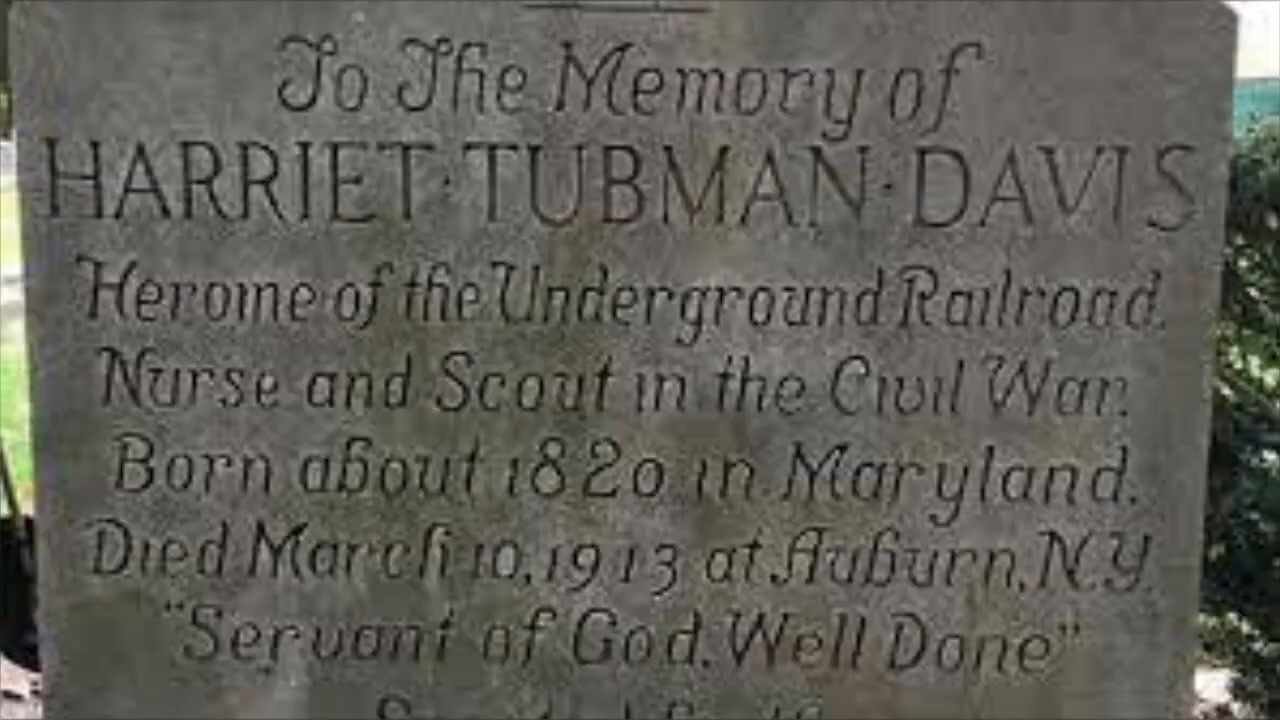 To The Memory of
HARRIET·TUBMAN·DAVIS
Heroine of the Underground Railroad.
Nurse and Scout in the Civil War.
Born about 1820 in Maryland.
Died March 10, 1913 at Auburn, N.Y.
"Servant of God, Well Done"